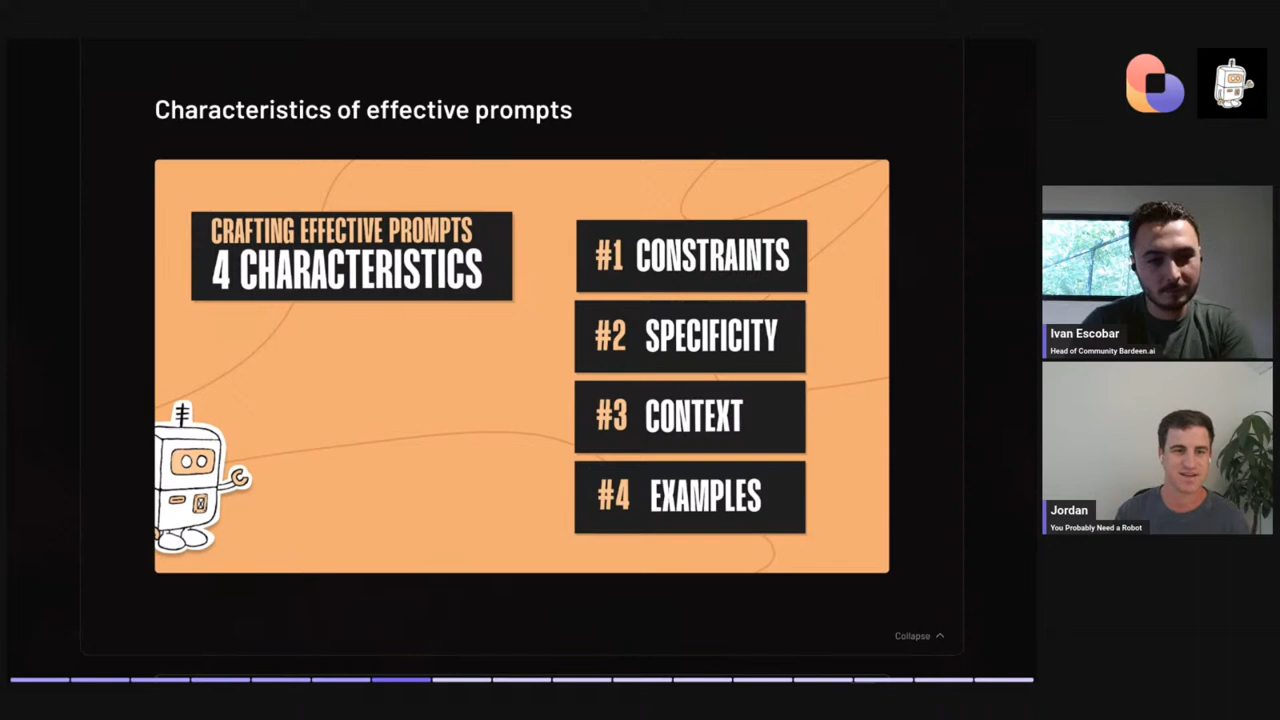 Characteristics of effective prompts
CRAFTING EFFECTIVE PROMPTS
4 CHARACTERISTICS
#1 CONSTRAINTS
#2 SPECIFICITY
#3 CONTEXT
#4 EXAMPLES
Collapse
Ivan Escobar
Head of Community Bardeen.ai
Jordan
You Probably Need a Robot